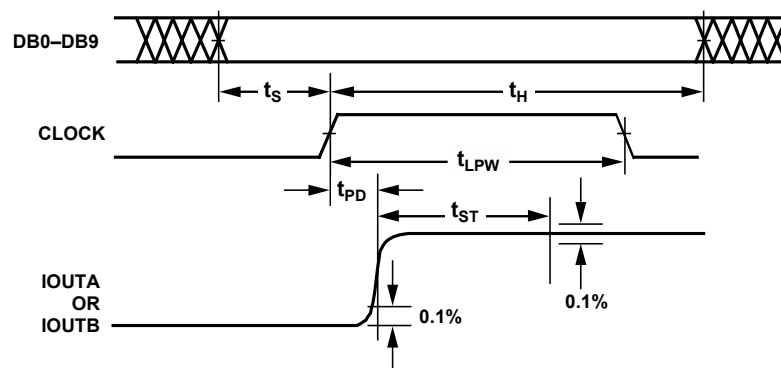 DB0–DB9
tS
tH
CLOCK
tLPW
tPD
tST
IOUTA
OR
IOUTB
0.1%
0.1%